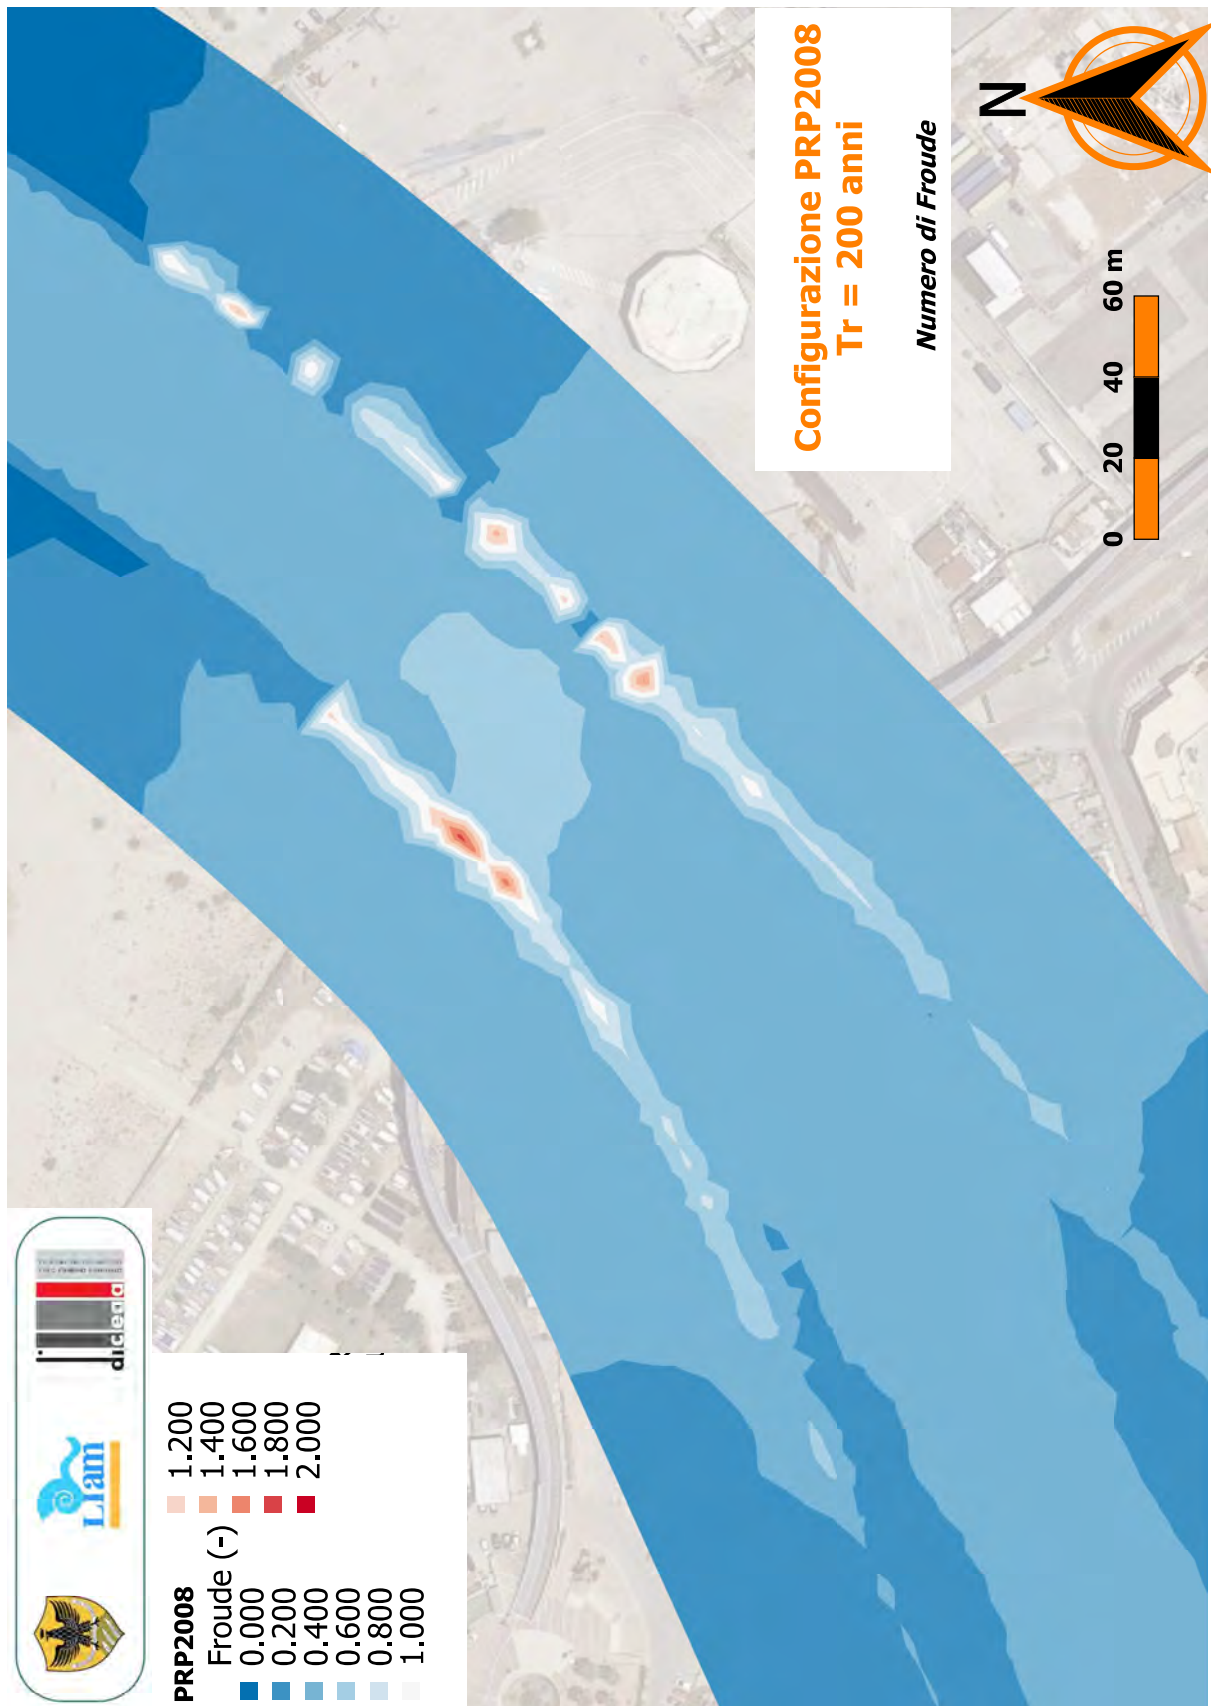 Configurazione PRP2008
Tr = 200 anni
Numero di Froude
N
0 20 40 60 m
dicea
LIam
PRP2008
Froude (-)
0.000
0.200
0.400
0.600
0.800
1.000
1.200
1.400
1.600
1.800
2.000